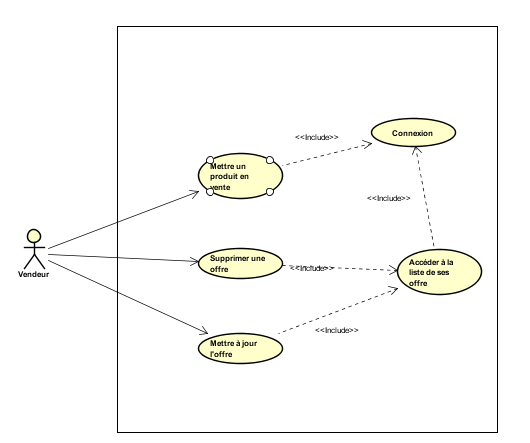 <<Include>>
Connexion
Mettre un
produit en
vente
<<Include>>
Vendeur
Supprimer une
offre
<<Include>>
Accéder à la
liste de ses
offre
<<Include>>
Mettre à jour
l'offre